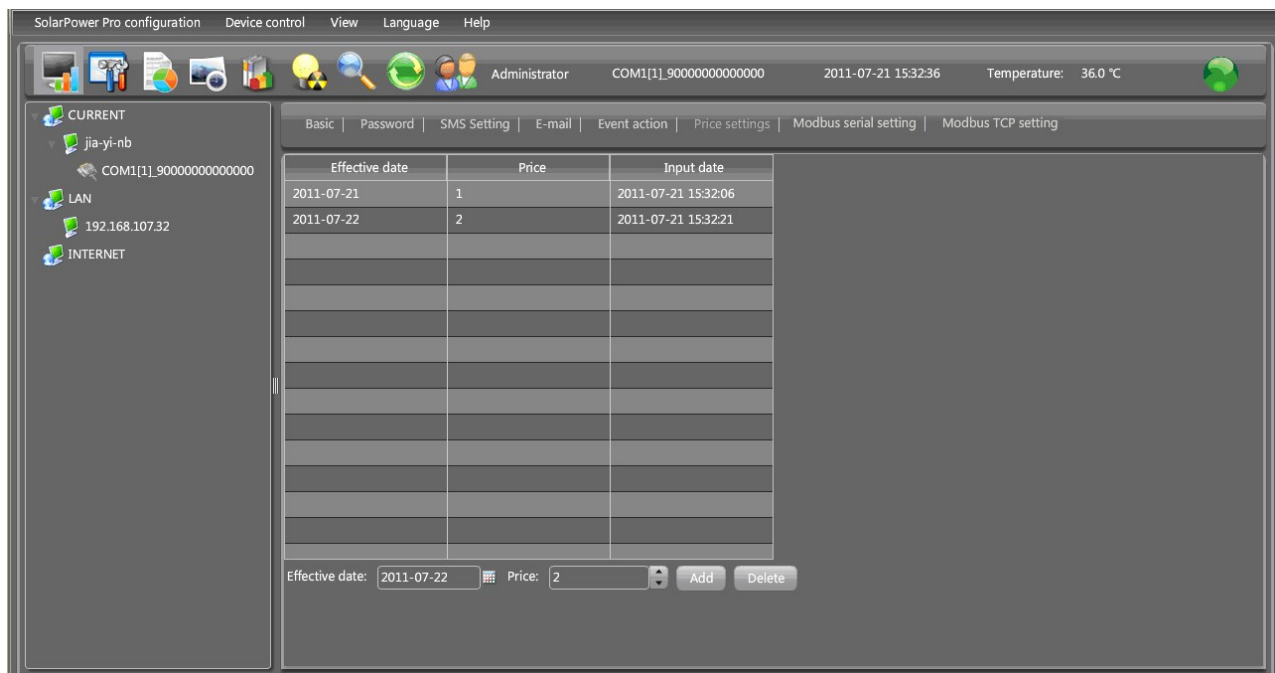 SolarPower Pro configuration Device control View Language Help
Administrator COM1[1]_90000000000000 2011-07-21 15:32:36 Temperature: 36.0 ℃
CURRENT
jia-yi-nb
COM1[1]_90000000000000
LAN
192.168.107.32
INTERNET
Basic | Password | SMS Setting | E-mail | Event action | Price settings | Modbus serial setting | Modbus TCP setting
Effective date Price Input date
2011-07-21 1 2011-07-21 15:32:06
2011-07-22 2 2011-07-21 15:32:21
Effective date: 2011-07-22 Price: 2 Add Delete